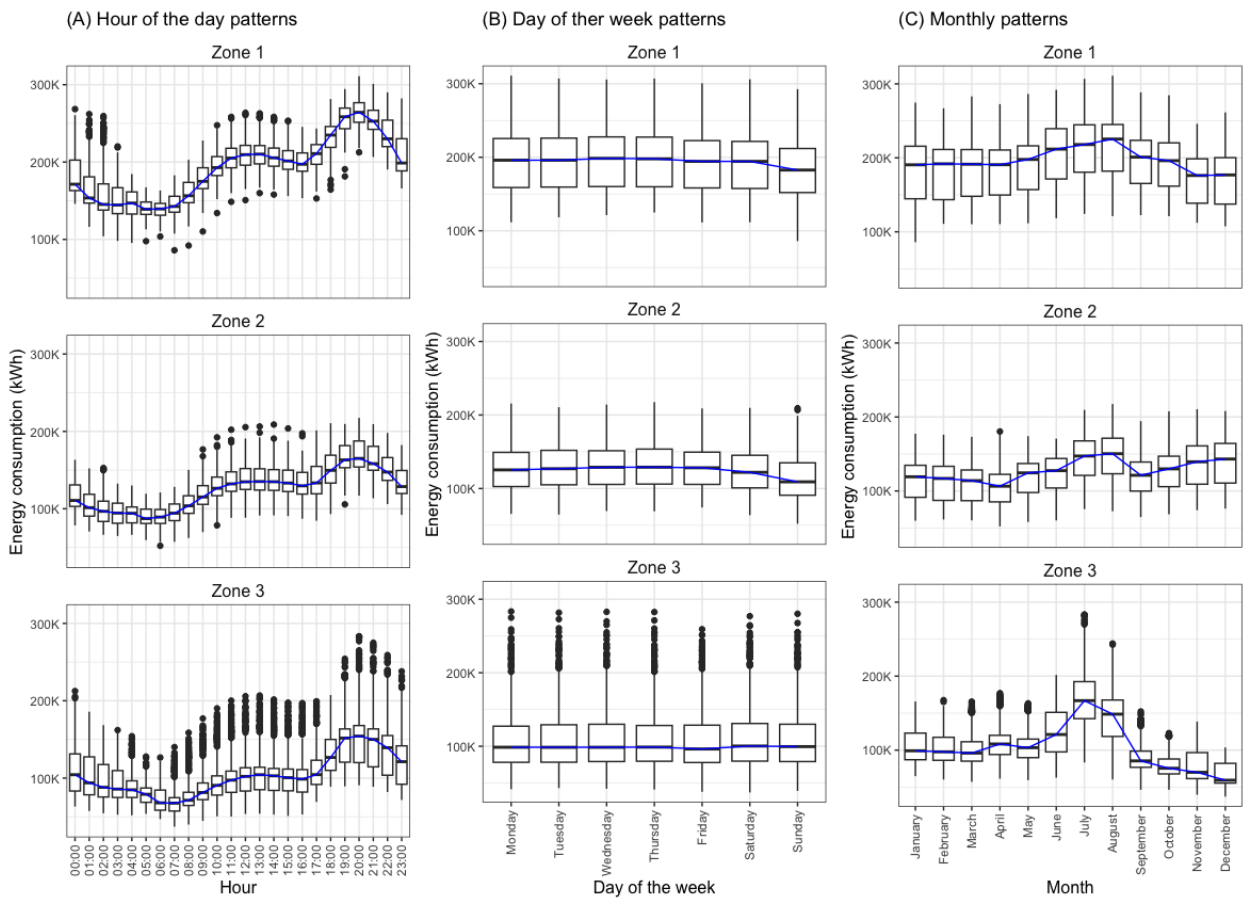 (A) Hour of the day patterns
Zone 1
300K
200K
100K
Zone 2
300K
200K
100K
Zone 3
300K
200K
100K
Energy consumption (kWh)
00:00
01:00
02:00
03:00
04:00
05:00
06:00
07:00
08:00
09:00
10:00
11:00
12:00
13:00
14:00
15:00
16:00
17:00
18:00
19:00
20:00
21:00
22:00
23:00
Hour
(B) Day of ther week patterns
Zone 1
300K
200K
100K
Zone 2
300K
200K
100K
Zone 3
300K
200K
100K
Energy consumption (kWh)
Monday
Tuesday
Wednesday
Thursday
Friday
Saturday
Sunday
Day of the week
(C) Monthly patterns
Zone 1
300K
200K
100K
Zone 2
300K
200K
100K
Zone 3
300K
200K
100K
Energy consumption (kWh)
January
February
March
April
May
June
July
August
September
October
November
December
Month